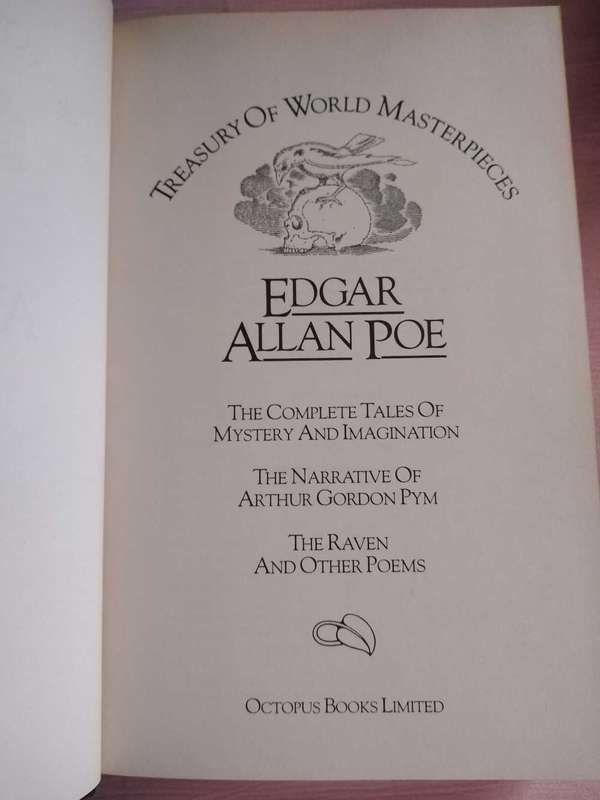 Treasury Of World Masterpieces
Edgar
Allan Poe
The Complete Tales Of
Mystery And Imagination
The Narrative Of
Arthur Gordon Pym
The Raven
And Other Poems
Octopus Books Limited